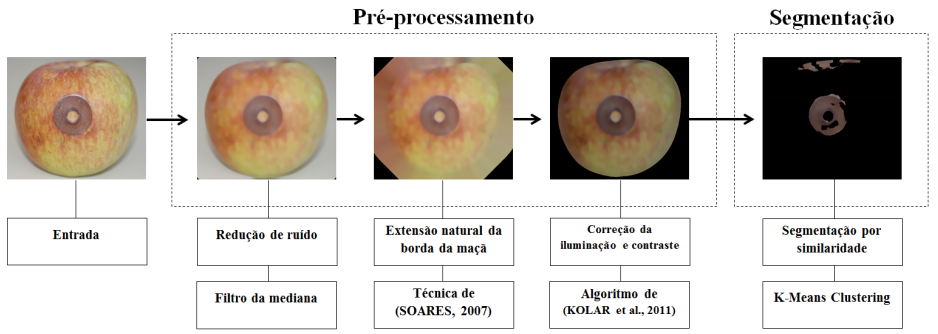 Pré-processamento
Segmentação
Entrada
Redução de ruído
Extensão natural da
borda da maçã
Correção da
iluminação e contraste
Segmentação por
similaridade
Filtro da mediana
Técnica de
(SOARES, 2007)
Algoritmo de
(KOLAR et al., 2011)
K-Means Clustering